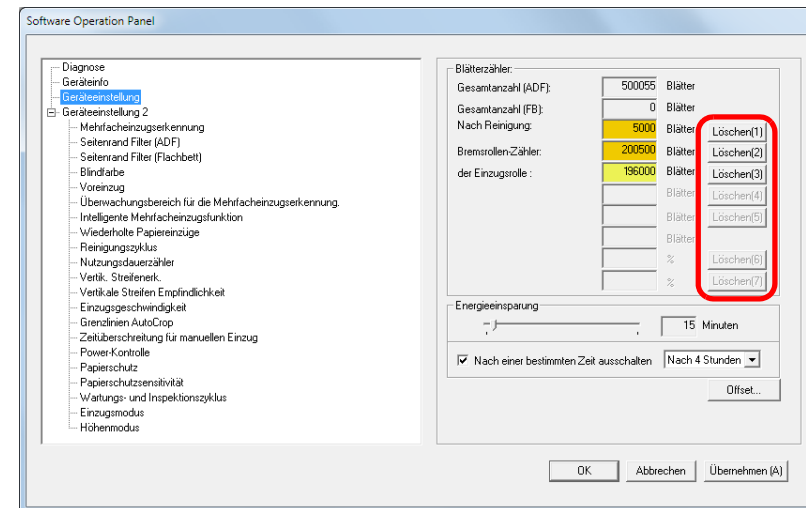 Software Operation Panel
Diagnose
Geräteinfo
Geräteeinstellung
Geräteeinstellung 2
Mehrfacheinzugserkennung
Seitenrand Filter (ADF)
Seitenrand Filter (Flachbett)
Blindfarbe
Voreinzug
Überwachungsbereich für die Mehrfacheinzugserkennung.
Intelligente Mehrfacheinzugsfunktion
Wiederholte Papiereinzüge
Reinigungszyklus
Nutzungsdauerzähler
Vertik. Streifenerk.
Vertikale Streifen Empfindlichkeit
Einzugsgeschwindigkeit
Grenzlinien AutoCrop
Zeitüberschreitung für manuellen Einzug
Power-Kontrolle
Papierschutz
Papierschutzsensitivität
Wartungs- und Inspektionszyklus
Einzugsmodus
Höhenmodus
Blätterzähler:
Gesamtanzahl (ADF): 500055 Blätter
Gesamtanzahl (FB): 0 Blätter
Nach Reinigung: 5000 Blätter Löschen(1)
Bremsrollen-Zähler: 200500 Blätter Löschen(2)
der Einzugsrolle : 196000 Blätter Löschen(3)
Blätter Löschen(4)
Blätter Löschen(5)
Blätter
% Löschen(6)
% Löschen(7)
Energieeinsparung
15 Minuten
Nach einer bestimmten Zeit ausschalten Nach 4 Stunden
Offset...
OK Abbrechen Übernehmen (A)